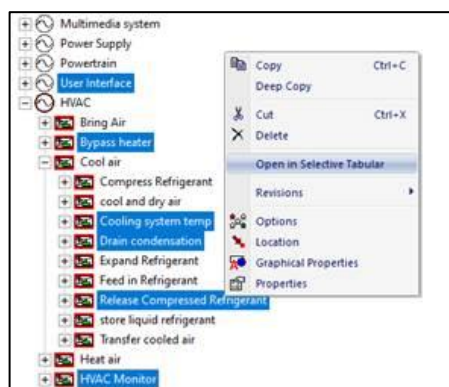 Multimedia system
Power Supply
Powertrain
User Interface
HVAC
Bring Air
Bypass heater
Cool air
Compress Refrigerant
cool and dry air
Cooling system temp
Drain condensation
Expand Refrigerant
Feed in Refrigerant
Release Compressed Refrigerant
store liquid refrigerant
Transfer cooled air
Heat air
HVAC Monitor
Copy Ctrl+C
Deep Copy
Cut Ctrl+X
Delete
Open in Selective Tabular
Revisions
Options
Location
Graphical Properties
Properties